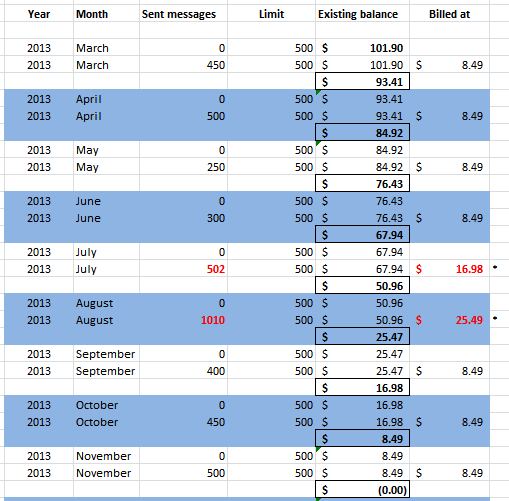 Year Month Sent messages Limit Existing balance Billed at
2013 March 0 500 $ 101.90
2013 March 450 500 $ 101.90 $ 8.49
$ 93.41
2013 April 0 500 $ 93.41
2013 April 500 500 $ 93.41 $ 8.49
$ 84.92
2013 May 0 500 $ 84.92
2013 May 250 500 $ 84.92 $ 8.49
$ 76.43
2013 June 0 500 $ 76.43
2013 June 300 500 $ 76.43 $ 8.49
$ 67.94
2013 July 0 500 $ 67.94
2013 July 502 500 $ 67.94 $ 16.98 *
$ 50.96
2013 August 0 500 $ 50.96
2013 August 1010 500 $ 50.96 $ 25.49 *
$ 25.47
2013 September 0 500 $ 25.47
2013 September 400 500 $ 25.47 $ 8.49
$ 16.98
2013 October 0 500 $ 16.98
2013 October 450 500 $ 16.98 $ 8.49
$ 8.49
2013 November 0 500 $ 8.49
2013 November 500 500 $ 8.49 $ 8.49
$ (0.00)